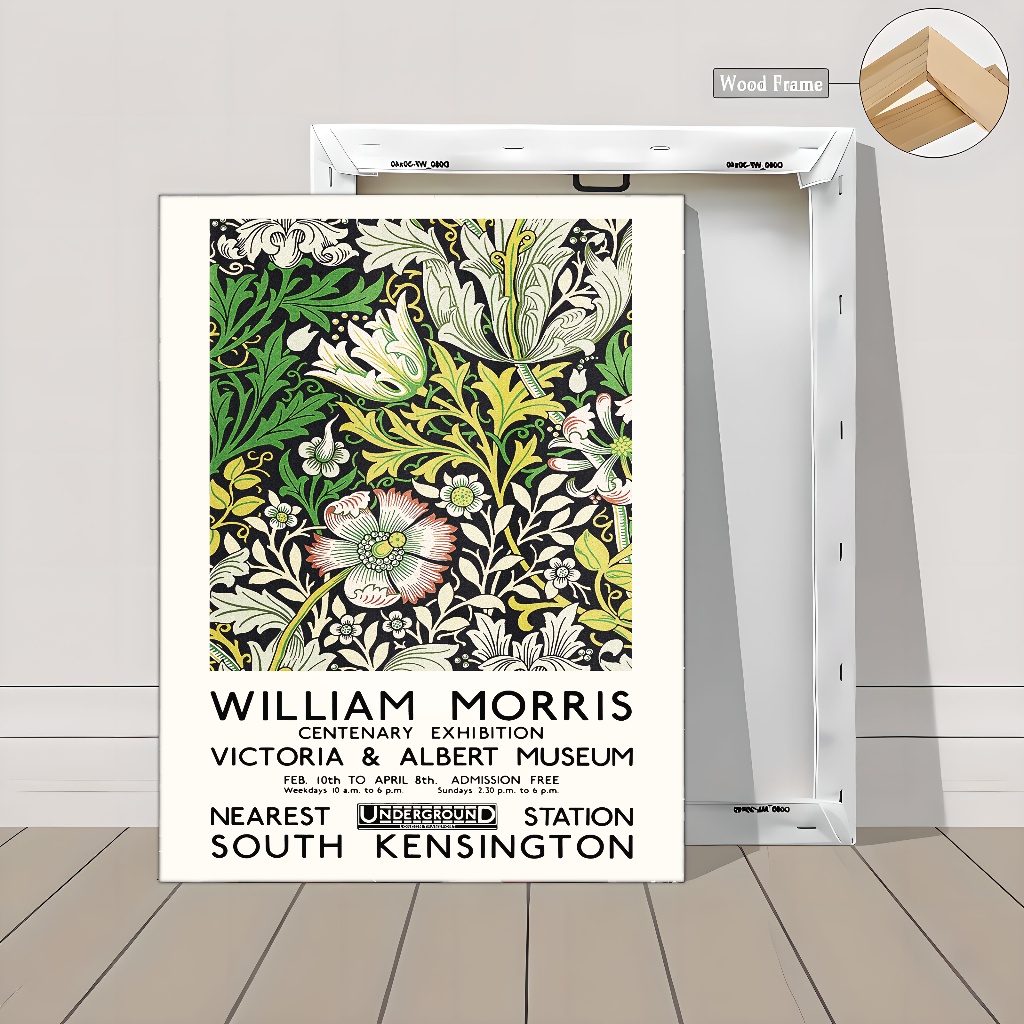 Wood Frame
WILLIAM MORRIS
CENTENARY EXHIBITION
VICTORIA & ALBERT MUSEUM
FEB. 10th TO APRIL 8th. ADMISSION FREE
Weekdays 10 a.m. to 6 p.m. Sundays 2.30 p.m. to 6 p.m.
NEAREST UNDERGROUND STATION
SOUTH KENSINGTON